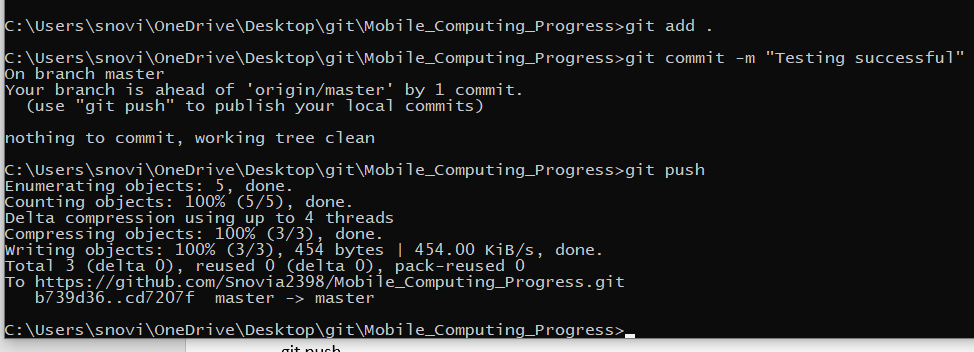 C:\Users\snovi\OneDrive\Desktop\git\Mobile_Computing_Progress>git add .
C:\Users\snovi\OneDrive\Desktop\git\Mobile_Computing_Progress>git commit -m "Testing successful"
On branch master
Your branch is ahead of 'origin/master' by 1 commit.
  (use "git push" to publish your local commits)
nothing to commit, working tree clean
C:\Users\snovi\OneDrive\Desktop\git\Mobile_Computing_Progress>git push
Enumerating objects: 5, done.
Counting objects: 100% (5/5), done.
Delta compression using up to 4 threads
Compressing objects: 100% (3/3), done.
Writing objects: 100% (3/3), 454 bytes | 454.00 KiB/s, done.
Total 3 (delta 0), reused 0 (delta 0), pack-reused 0
To https://github.com/Snovia2398/Mobile_Computing_Progress.git
   b739d36..cd7207f  master -> master
C:\Users\snovi\OneDrive\Desktop\git\Mobile_Computing_Progress>
git push